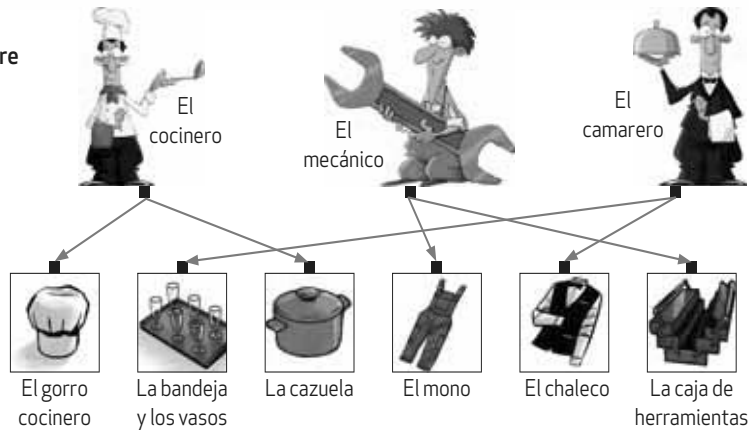 re
El
cocinero
El
mecánico
El
camarero
El gorro
cocinero
La bandeja
y los vasos
La cazuela
El mono
El chaleco
La caja de
herramientas